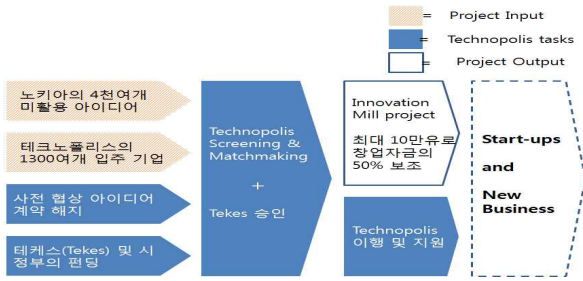 = Project Input
= Technopolis tasks
= Project Output
노키아의 4천여개
미활용 아이디어
테크노폴리스의
1300여개 입주 기업
사전 협상 아이디어
계약 해지
테케스(Tekes) 및 시
정부의 펀딩
Technopolis
Screening &
Matchmaking
+
Tekes 승인
Innovation
Mill project
최대 10만유로
창업자금의
50% 보조
Technopolis
이행 및 지원
Start-ups
and
New
Business